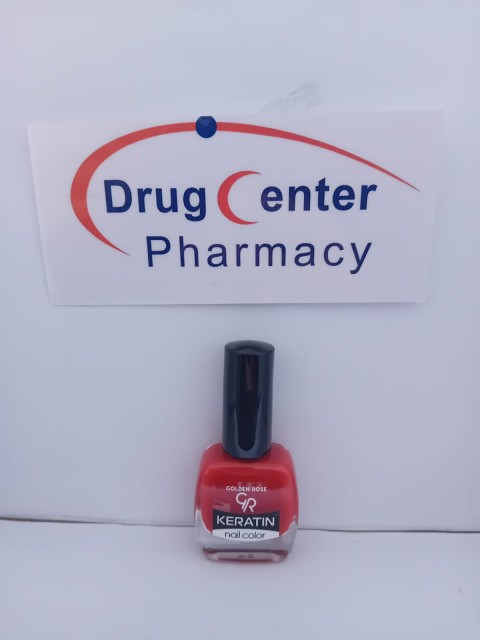 Drug Center
Pharmacy
GOLDEN ROSE
GR
KERATIN
nail color